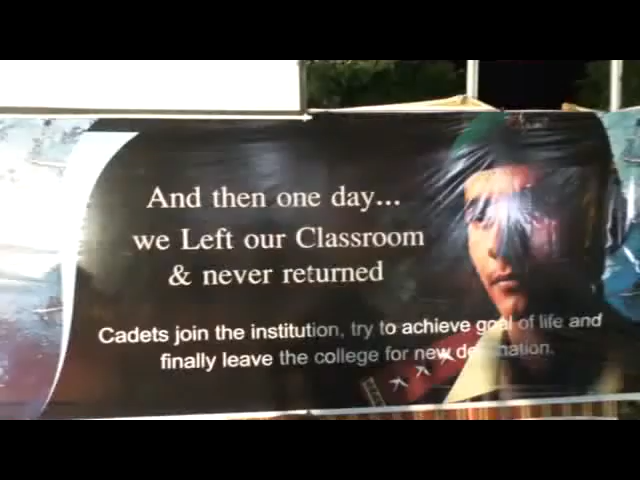 And then one day...
we Left our Classroom
& never returned
Cadets join the institution, try to achieve goal of life and
finally leave the college for new destination.